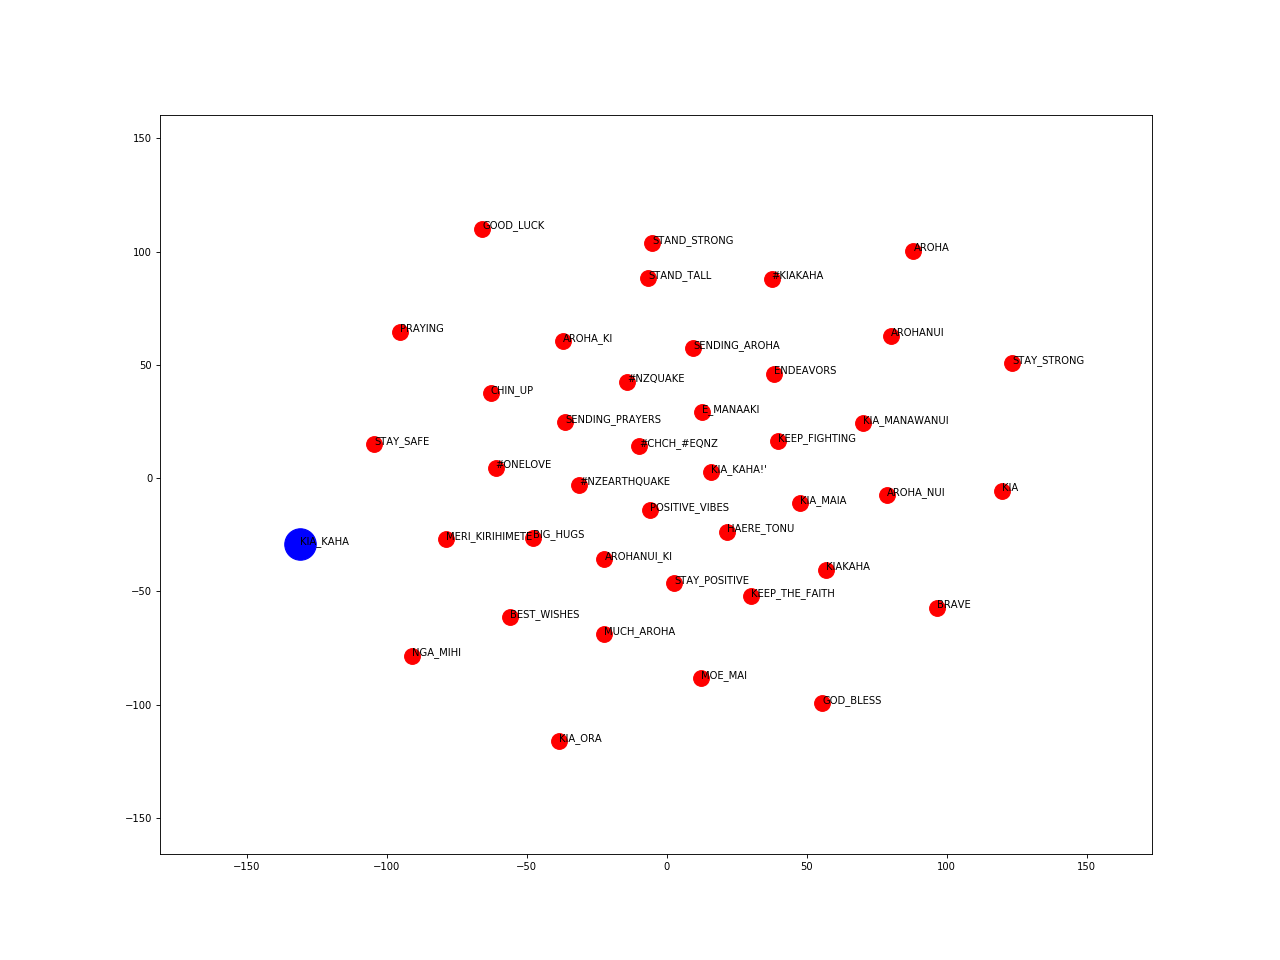 150
100
50
0
−50
−100
−150
−150
−100
−50
0
50
100
150
GOOD_LUCK
STAND_STRONG
AROHA
STAND_TALL
#KIAKAHA
PRAYING
AROHA_KI
AROHANUI
SENDING_AROHA
STAY_STRONG
ENDEAVORS
#NZQUAKE
CHIN_UP
E_MANAAKI
SENDING_PRAYERS
KIA_MANAWANUI
KEEP_FIGHTING
STAY_SAFE
#CHCH_#EQNZ
#ONELOVE
KIA_KAHA!'
#NZEARTHQUAKE
KIA
AROHA_NUI
KIA_MAIA
POSITIVE_VIBES
HAERE_TONU
MERI_KIRIHIMETE
BIG_HUGS
KIA_KAHA
AROHANUI_KI
KIAKAHA
STAY_POSITIVE
KEEP_THE_FAITH
BRAVE
BEST_WISHES
MUCH_AROHA
NGA_MIHI
MOE_MAI
GOD_BLESS
KIA_ORA